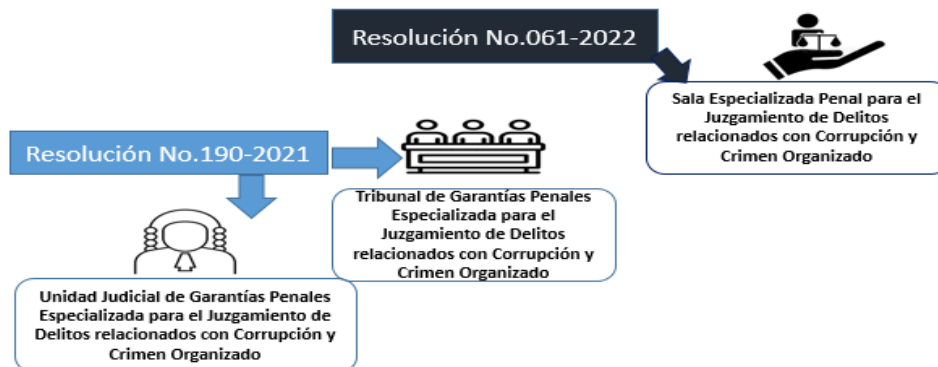 Resolución No.061-2022
Sala Especializada Penal para el
Juzgamiento de Delitos
relacionados con Corrupción y
Crimen Organizado
Resolución No.190-2021
Tribunal de Garantías Penales
Especializada para el
Juzgamiento de Delitos
relacionados con Corrupción y
Crimen Organizado
Unidad Judicial de Garantías Penales
Especializada para el Juzgamiento de
Delitos relacionados con Corrupción y
Crimen Organizado